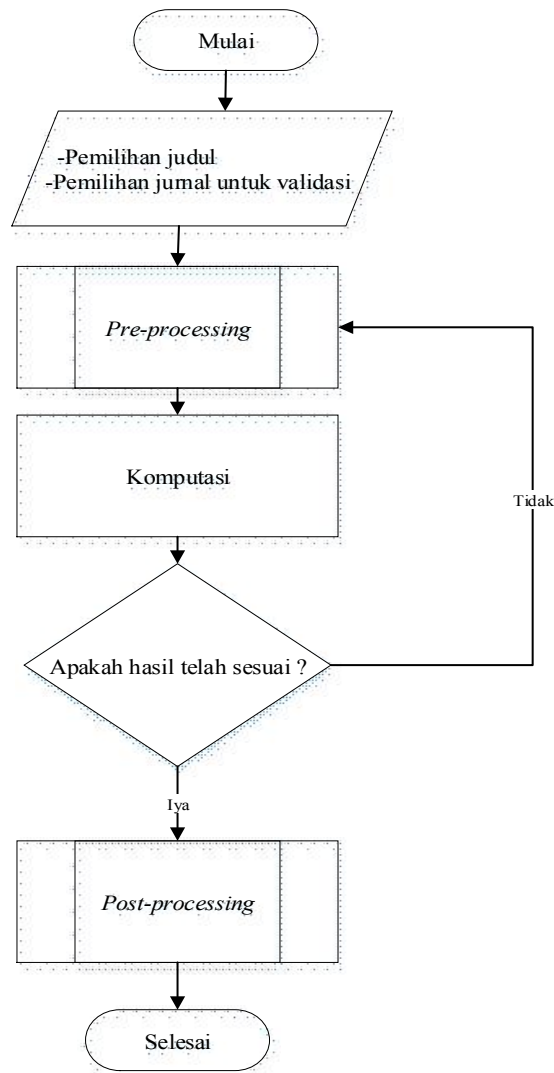 Mulai
-Pemilihan judul
-Pemilihan jurnal untuk validasi
Pre-processing
Komputasi
Tidak
Apakah hasil telah sesuai ?
Iya
Post-processing
Selesai